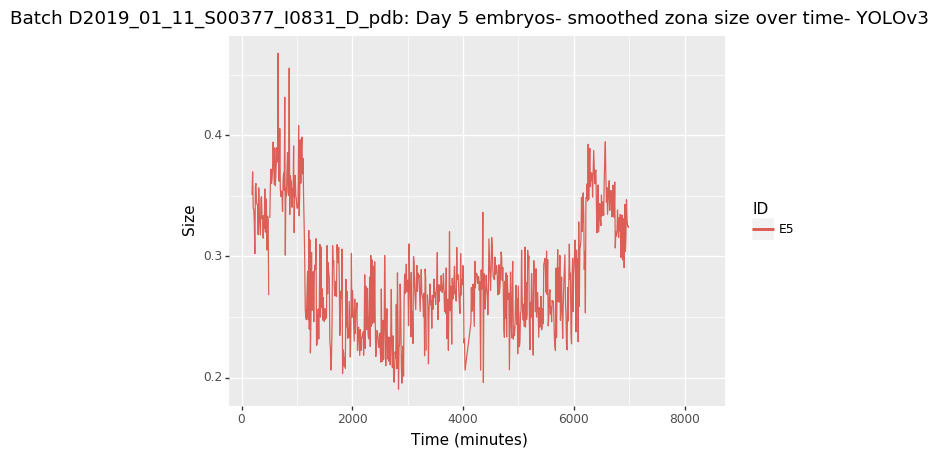 Batch D2019_01_11_S00377_I0831_D_pdb: Day 5 embryos- smoothed zona size over time- YOLOv3
0.4
0.3
0.2
Size
0
2000
4000
6000
8000
Time (minutes)
ID
E5